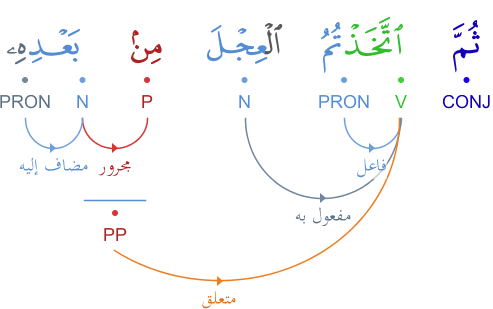 ثُمَّ ٱتَّخَذْتُمُ ٱلْعِجْلَ مِنۢ بَعْدِهِۦ
CONJ V PRON N P N PRON
فاعل مجرور مضاف إليه
مفعول به
PP
متعلق